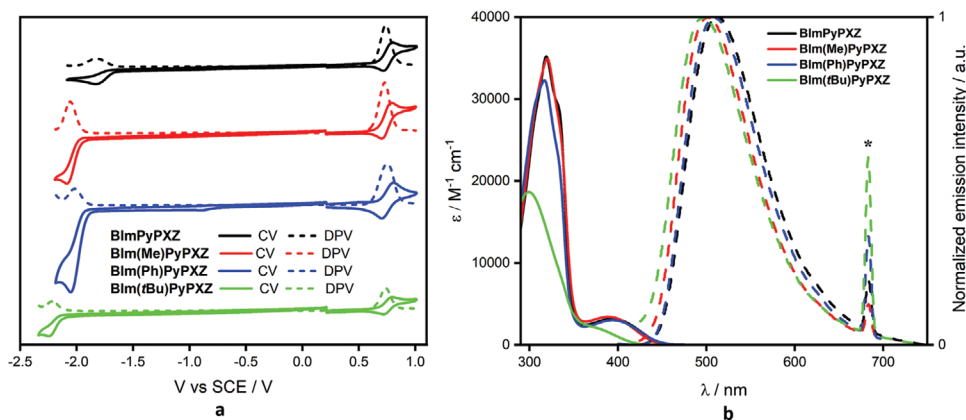 a
BImPyPXZ CV DPV
BIm(Me)PyPXZ CV DPV
BIm(Ph)PyPXZ CV DPV
BIm(tBu)PyPXZ CV DPV
-2.5 -2.0 -1.5 -1.0 -0.5 0.0 0.5 1.0
V vs SCE / V
a
b
40000
30000
20000
10000
0
ε / M⁻¹ cm⁻¹
BImPyPXZ
BIm(Me)PyPXZ
BIm(Ph)PyPXZ
BIm(tBu)PyPXZ
*
1
0
Normalized emission intensity / a.u.
300 400 500 600 700
λ / nm
b